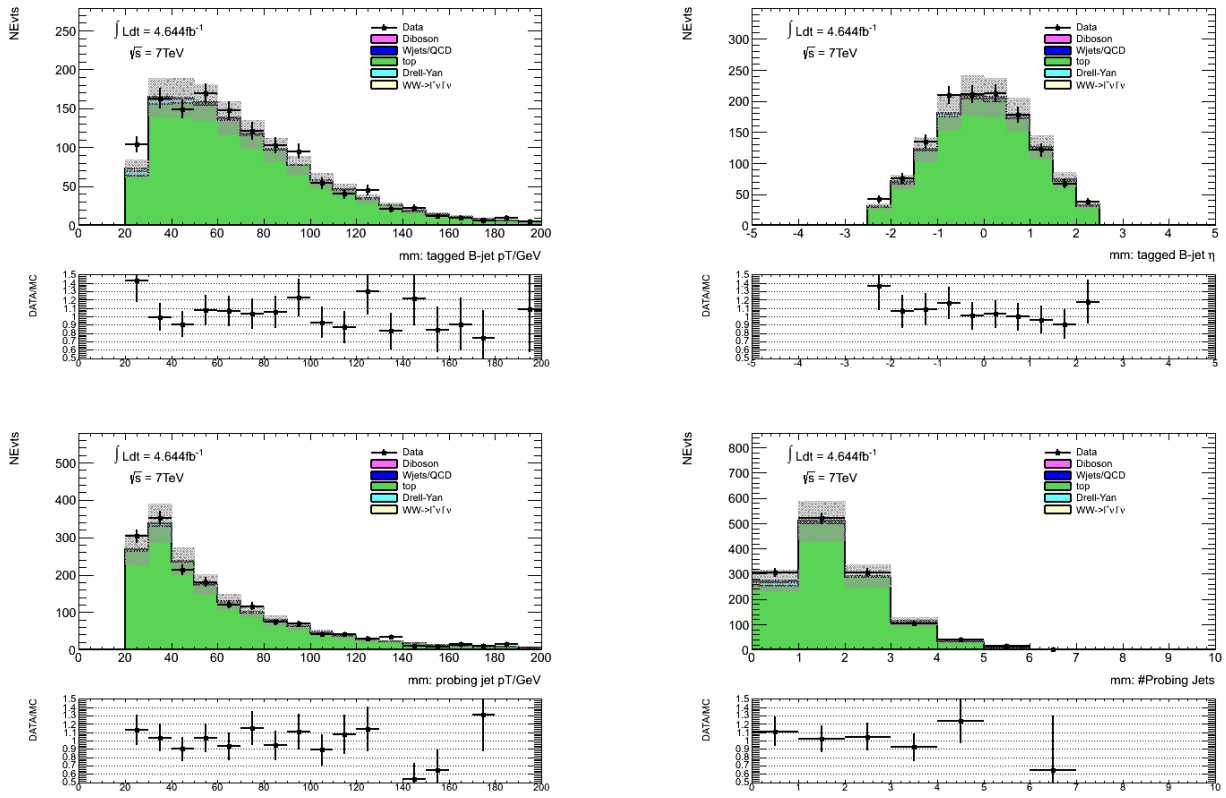 NEvts
250
200
150
100
50
0
∫ Ldt = 4.644fb⁻¹
√s = 7TeV
Data
Diboson
Wjets/QCD
top
Drell-Yan
WW->l⁺νl⁻ν
0 20 40 60 80 100 120 140 160 180 200
mm: tagged B-jet pT/GeV
DATA/MC
1.5
1.4
1.3
1.2
1.1
1
0.9
0.8
0.7
0.6
0.5
0 20 40 60 80 100 120 140 160 180 200
NEvts
350
300
250
200
150
100
50
0
∫ Ldt = 4.644fb⁻¹
√s = 7TeV
Data
Diboson
Wjets/QCD
top
Drell-Yan
WW->l⁺νl⁻ν
-5 -4 -3 -2 -1 0 1 2 3 4 5
mm: tagged B-jet η
DATA/MC
1.5
1.4
1.3
1.2
1.1
1
0.9
0.8
0.7
0.6
0.5
-5 -4 -3 -2 -1 0 1 2 3 4 5
NEvts
500
400
300
200
100
0
∫ Ldt = 4.644fb⁻¹
√s = 7TeV
Data
Diboson
Wjets/QCD
top
Drell-Yan
WW->l⁺νl⁻ν
0 20 40 60 80 100 120 140 160 180 200
mm: probing jet pT/GeV
DATA/MC
1.5
1.4
1.3
1.2
1.1
1
0.9
0.8
0.7
0.6
0.5
0 20 40 60 80 100 120 140 160 180 200
NEvts
800
700
600
500
400
300
200
100
0
∫ Ldt = 4.644fb⁻¹
√s = 7TeV
Data
Diboson
Wjets/QCD
top
Drell-Yan
WW->l⁺νl⁻ν
0 1 2 3 4 5 6 7 8 9 10
mm: #Probing Jets
DATA/MC
1.5
1.4
1.3
1.2
1.1
1
0.9
0.8
0.7
0.6
0.5
0 1 2 3 4 5 6 7 8 9 10